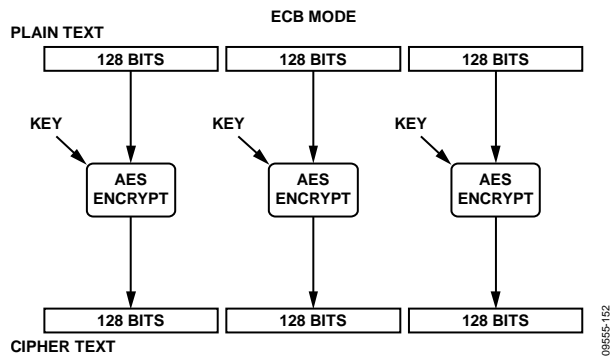 ECB MODE
PLAIN TEXT
128 BITS 128 BITS 128 BITS
KEY KEY KEY
AES ENCRYPT AES ENCRYPT AES ENCRYPT
128 BITS 128 BITS 128 BITS
CIPHER TEXT
09555-152